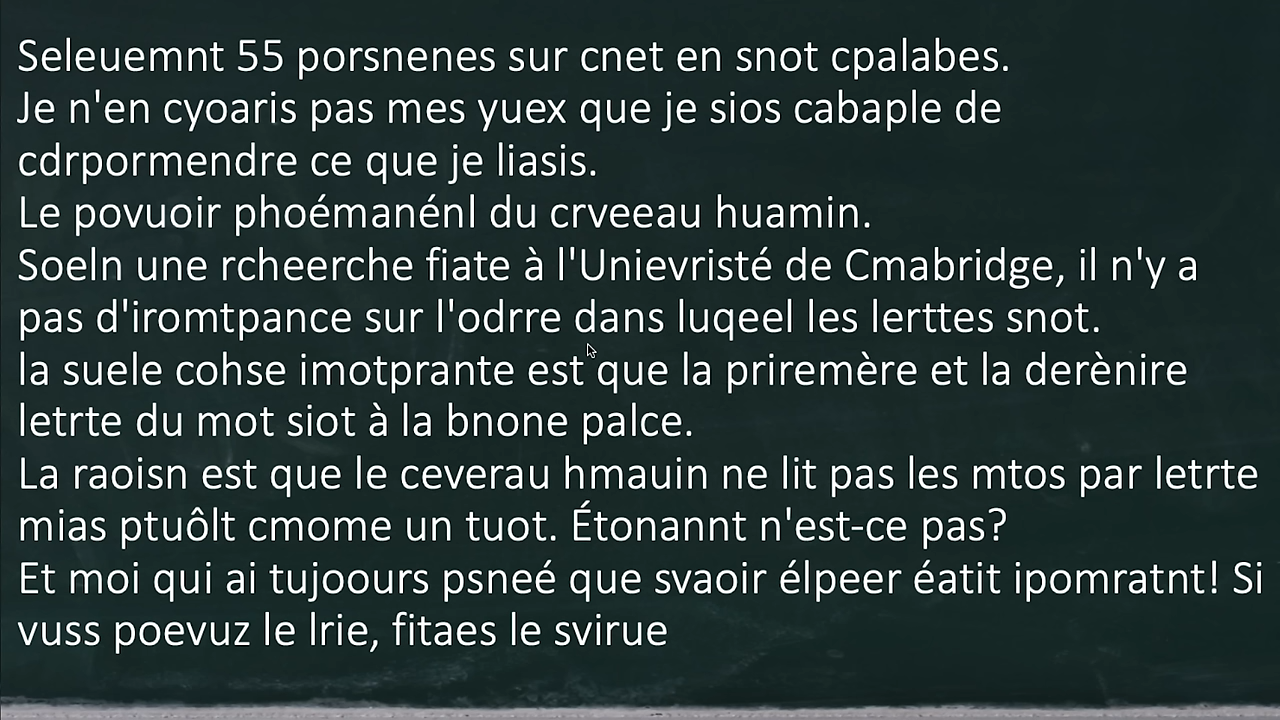 Seleuemnt 55 porsnenes sur cnet en snot cpalabes.
Je n'en cyoaris pas mes yuex que je sios cabaple de
cdrpormendre ce que je liasis.
Le povuoir phoémanénl du crveeau huamin.
Soeln une rcheerche fiate à l'Unievristé de Cmabridge, il n'y a
pas d'iromtpance sur l'odrre dans luqeel les lerttes snot.
la suele cohse imotprante est que la priremère et la derènire
letrte du mot siot à la bnone palce.
La raoisn est que le ceverau hmauin ne lit pas les mtos par letrte
mias ptuôlt cmome un tuot. Étonannt n'est-ce pas?
Et moi qui ai tujoours psneé que svaoir élpeer éatit ipomratnt! Si
vuss poevuz le lrie, fitaes le svirue